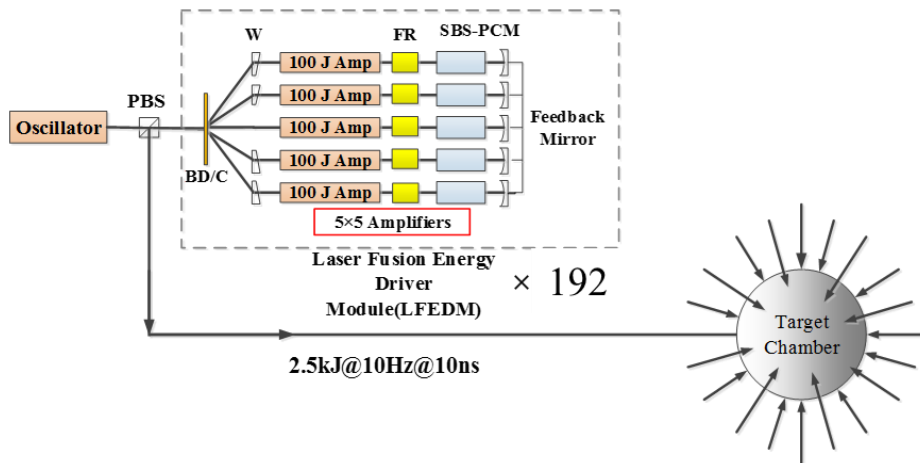 W
FR
SBS-PCM
100 J Amp
PBS
100 J Amp
Oscillator
100 J Amp
Feedback
Mirror
100 J Amp
BD/C
100 J Amp
5×5 Amplifiers
Laser Fusion Energy
Driver
Module(LFEDM)
× 192
Target
Chamber
2.5kJ@10Hz@10ns